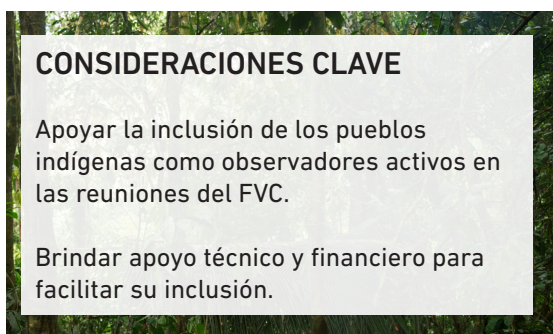 CONSIDERACIONES CLAVE
Apoyar la inclusión de los pueblos
indígenas como observadores activos en
las reuniones del FVC.
Brindar apoyo técnico y financiero para
facilitar su inclusión.